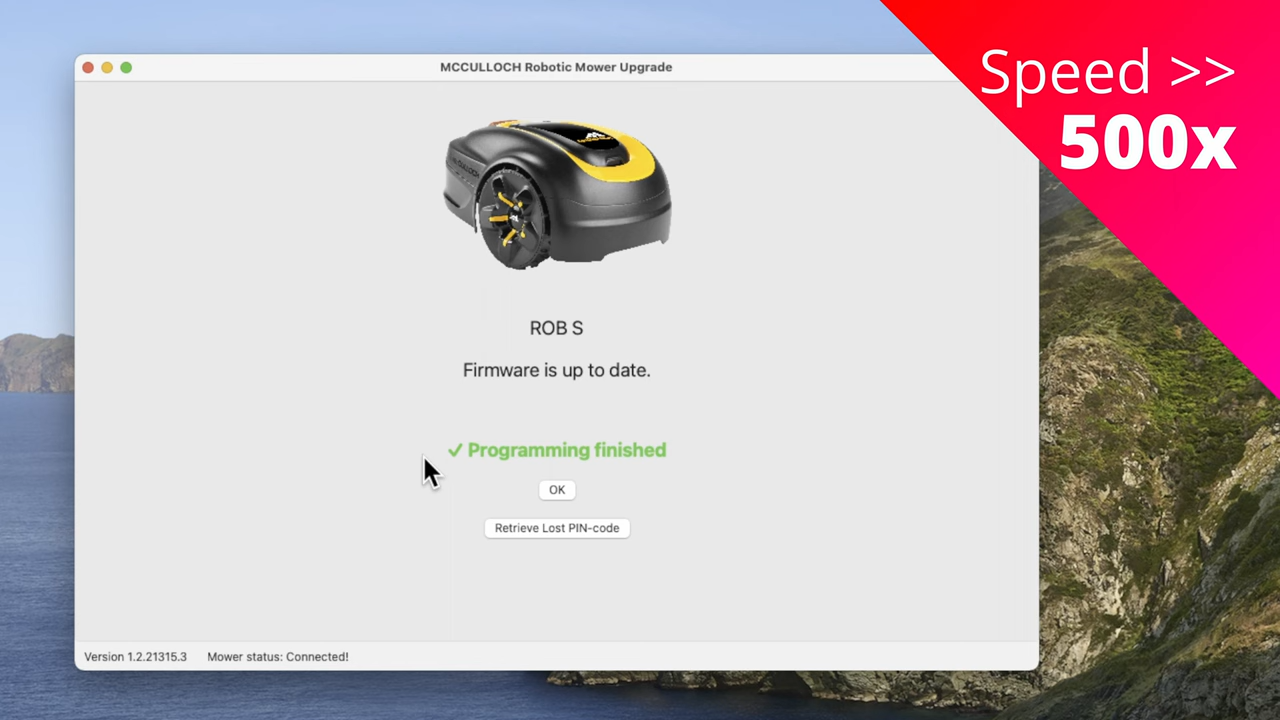 MCCULLOCH Robotic Mower Upgrade
Speed >>
500x
ROB S
Firmware is up to date.
✓ Programming finished
OK
Retrieve Lost PIN-code
Version 1.2.21315.3 Mower status: Connected!